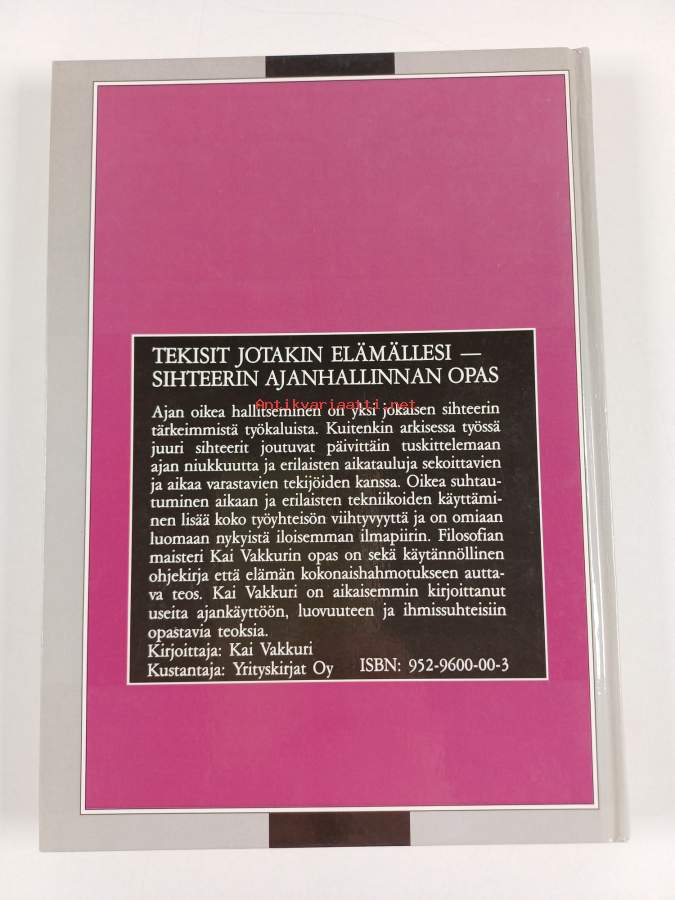 TEKISIT JOTAKIN ELÄMÄLLESI —
SIHTEERIN AJANHALLINNAN OPAS
Antikvariaatti.net
Ajan oikea hallitseminen on yksi jokaisen sihteerin
tärkeimmistä työkaluista. Kuitenkin arkisessa työssä
juuri sihteerit joutuvat päivittäin tuskittelemaan
ajan niukkuutta ja erilaisten aikatauluja sekoittavien
ja aikaa varastavien tekijöiden kanssa. Oikea suhtau-
tuminen aikaan ja erilaisten tekniikoiden käyttämi-
nen lisää koko työyhteisön viihtyvyyttä ja on omiaan
luomaan nykyistä iloisemman ilmapiirin. Filosofian
maisteri Kai Vakkurin opas on sekä käytännöllinen
ohjekirja että elämän kokonaishahmotukseen autta-
va teos. Kai Vakkuri on aikaisemmin kirjoittanut
useita ajankäyttöön, luovuuteen ja ihmissuhteisiin
opastavia teoksia.
Kirjoittaja: Kai Vakkuri
Kustantaja: Yrityskirjat Oy ISBN: 952-9600-00-3